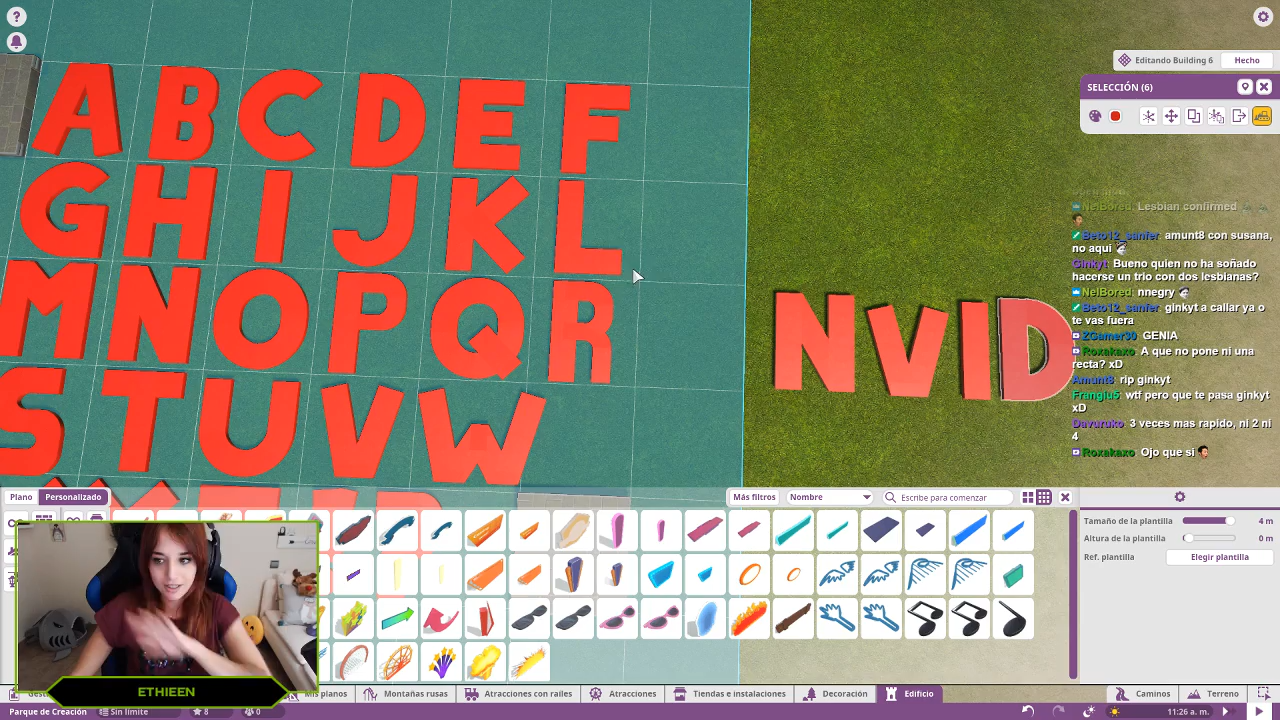 A B C D E F
Editando Building 6 Hecho
SELECCIÓN (6)
G H I J K L
NelBored: Lesbian confirmed
Beto12_sanfer: amunt8 con susana,
no aqui
Ginkyt: Bueno quien no ha soñado
hacerse un trio con dos lesbianas?
NelBored: nnegry
M N O P Q R
NVID
Beto12_sanfer: ginkyt a callar ya o
te vas fuera
ZGamer30: GENIA
Roxakaxo: A que no pone ni una
recta? xD
Amunt8: rip ginkyt
S T U V W
Frangiu5: wtf pero que te pasa ginkyt
xD
Davuruko: 3 veces mas rapido, ni 2 ni
4
Roxakaxo: Ojo que si
Plano Personalizado Más filtros Nombre Escribe para comenzar
Tamaño de la plantilla 4 m
Altura de la plantilla 0 m
Ref. plantilla Elegir plantilla
ETHIEEN
Mis planos Montañas rusas Atracciones con railes Atracciones Tiendas e instalaciones Decoración Edificio Caminos Terreno
Parque de Creación Sin límite 8 0 11:26 a. m.